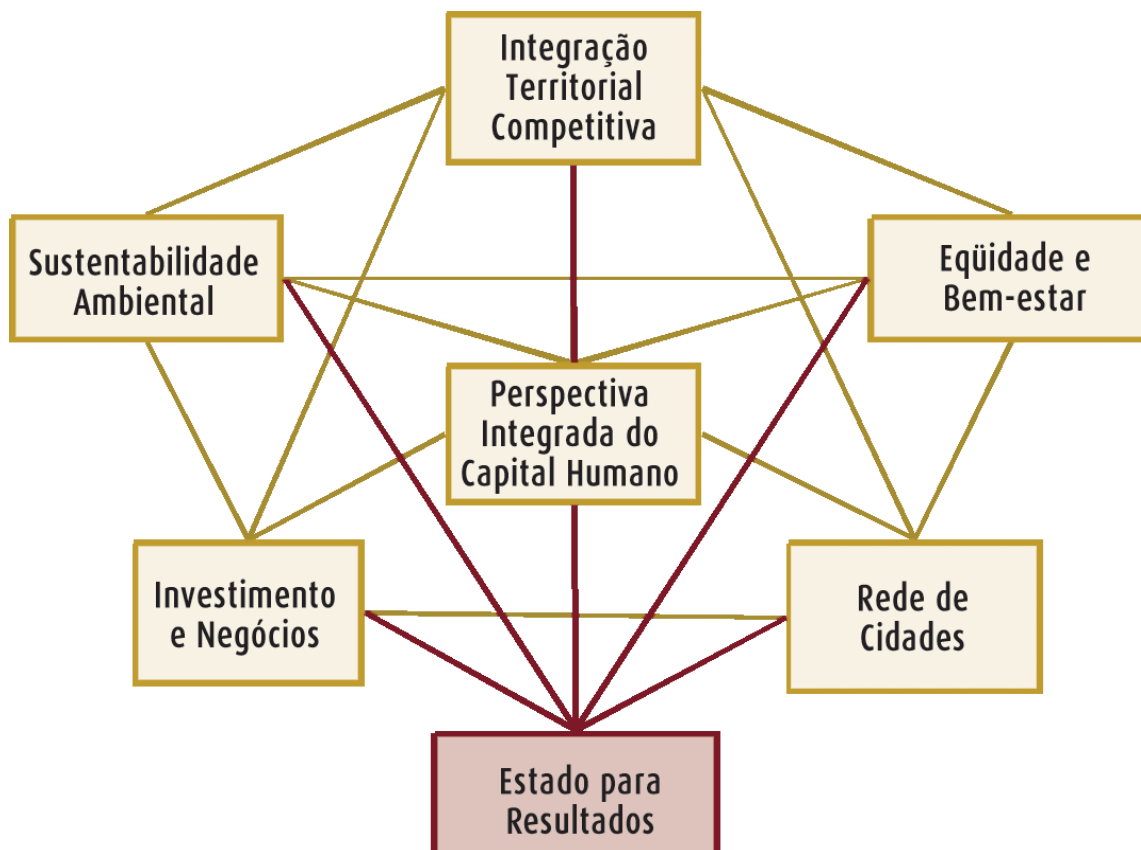 Integração
Territorial
Competitiva
Sustentabilidade
Ambiental
Eqüidade e
Bem-estar
Perspectiva
Integrada do
Capital Humano
Investimento
e Negócios
Rede de
Cidades
Estado para
Resultados